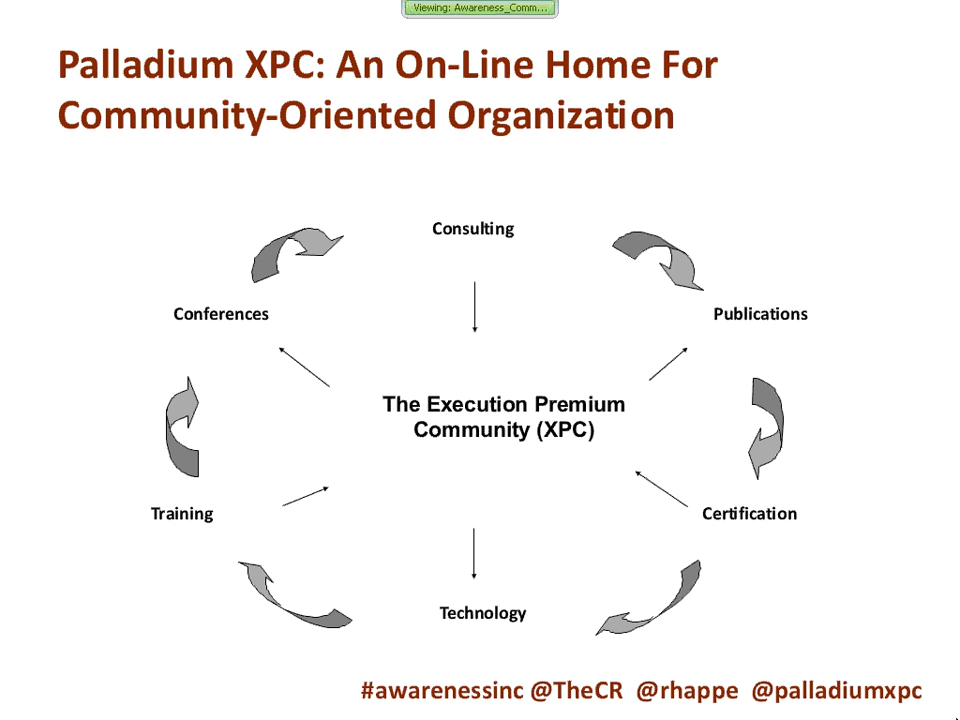 Viewing: Awareness_Comm...
Palladium XPC: An On-Line Home For
Community-Oriented Organization
Consulting
Conferences
Publications
The Execution Premium
Community (XPC)
Training
Certification
Technology
#awarenessinc @TheCR @rhappe @palladiumxpc